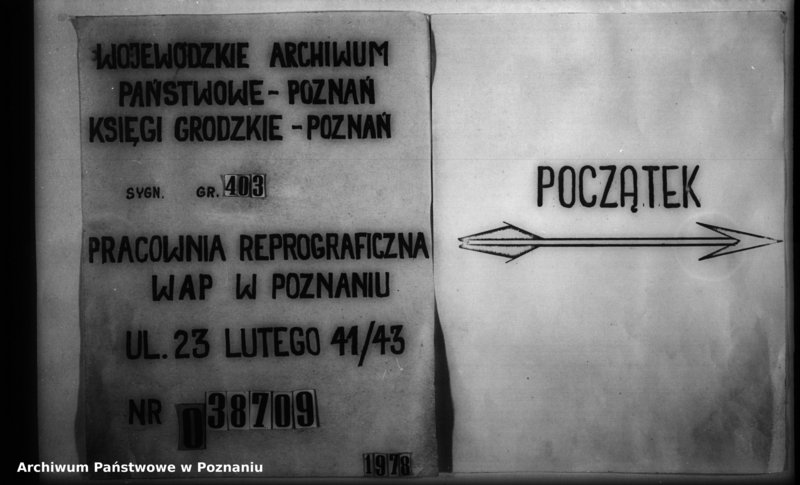 WOJEWÓDZKIE ARCHIWUM
PAŃSTWOWE - POZNAŃ
KSIĘGI GRODZKIE - POZNAŃ
SYGN. GR. 403
PRACOWNIA REPROGRAFICZNA
WAP W POZNANIU
UL. 23 LUTEGO 41/43
NR 038709
1978
POCZĄTEK
Archiwum Państwowe w Poznaniu